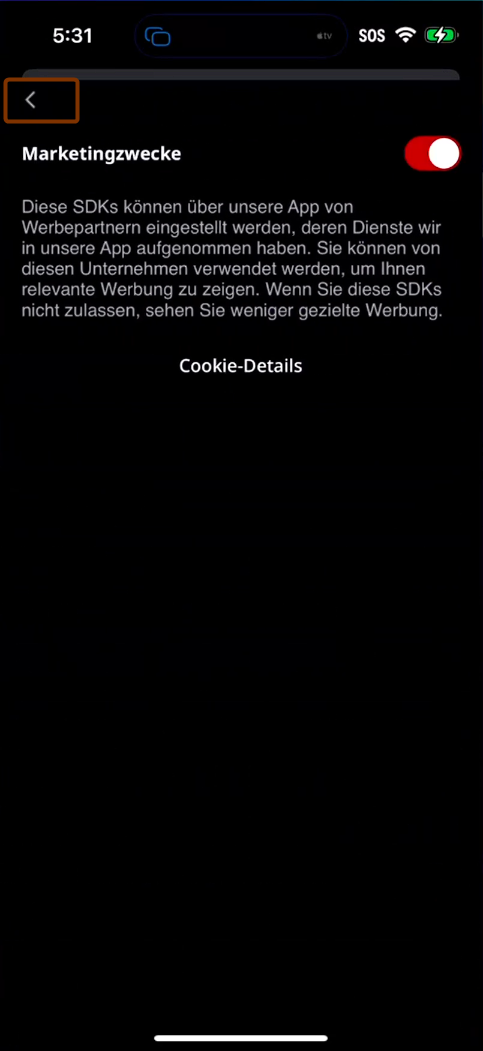 5:31
tv
SOS
Marketingzwecke
Diese SDKs können über unsere App von
Werbepartnern eingestellt werden, deren Dienste wir
in unsere App aufgenommen haben. Sie können von
diesen Unternehmen verwendet werden, um Ihnen
relevante Werbung zu zeigen. Wenn Sie diese SDKs
nicht zulassen, sehen Sie weniger gezielte Werbung.
Cookie-Details